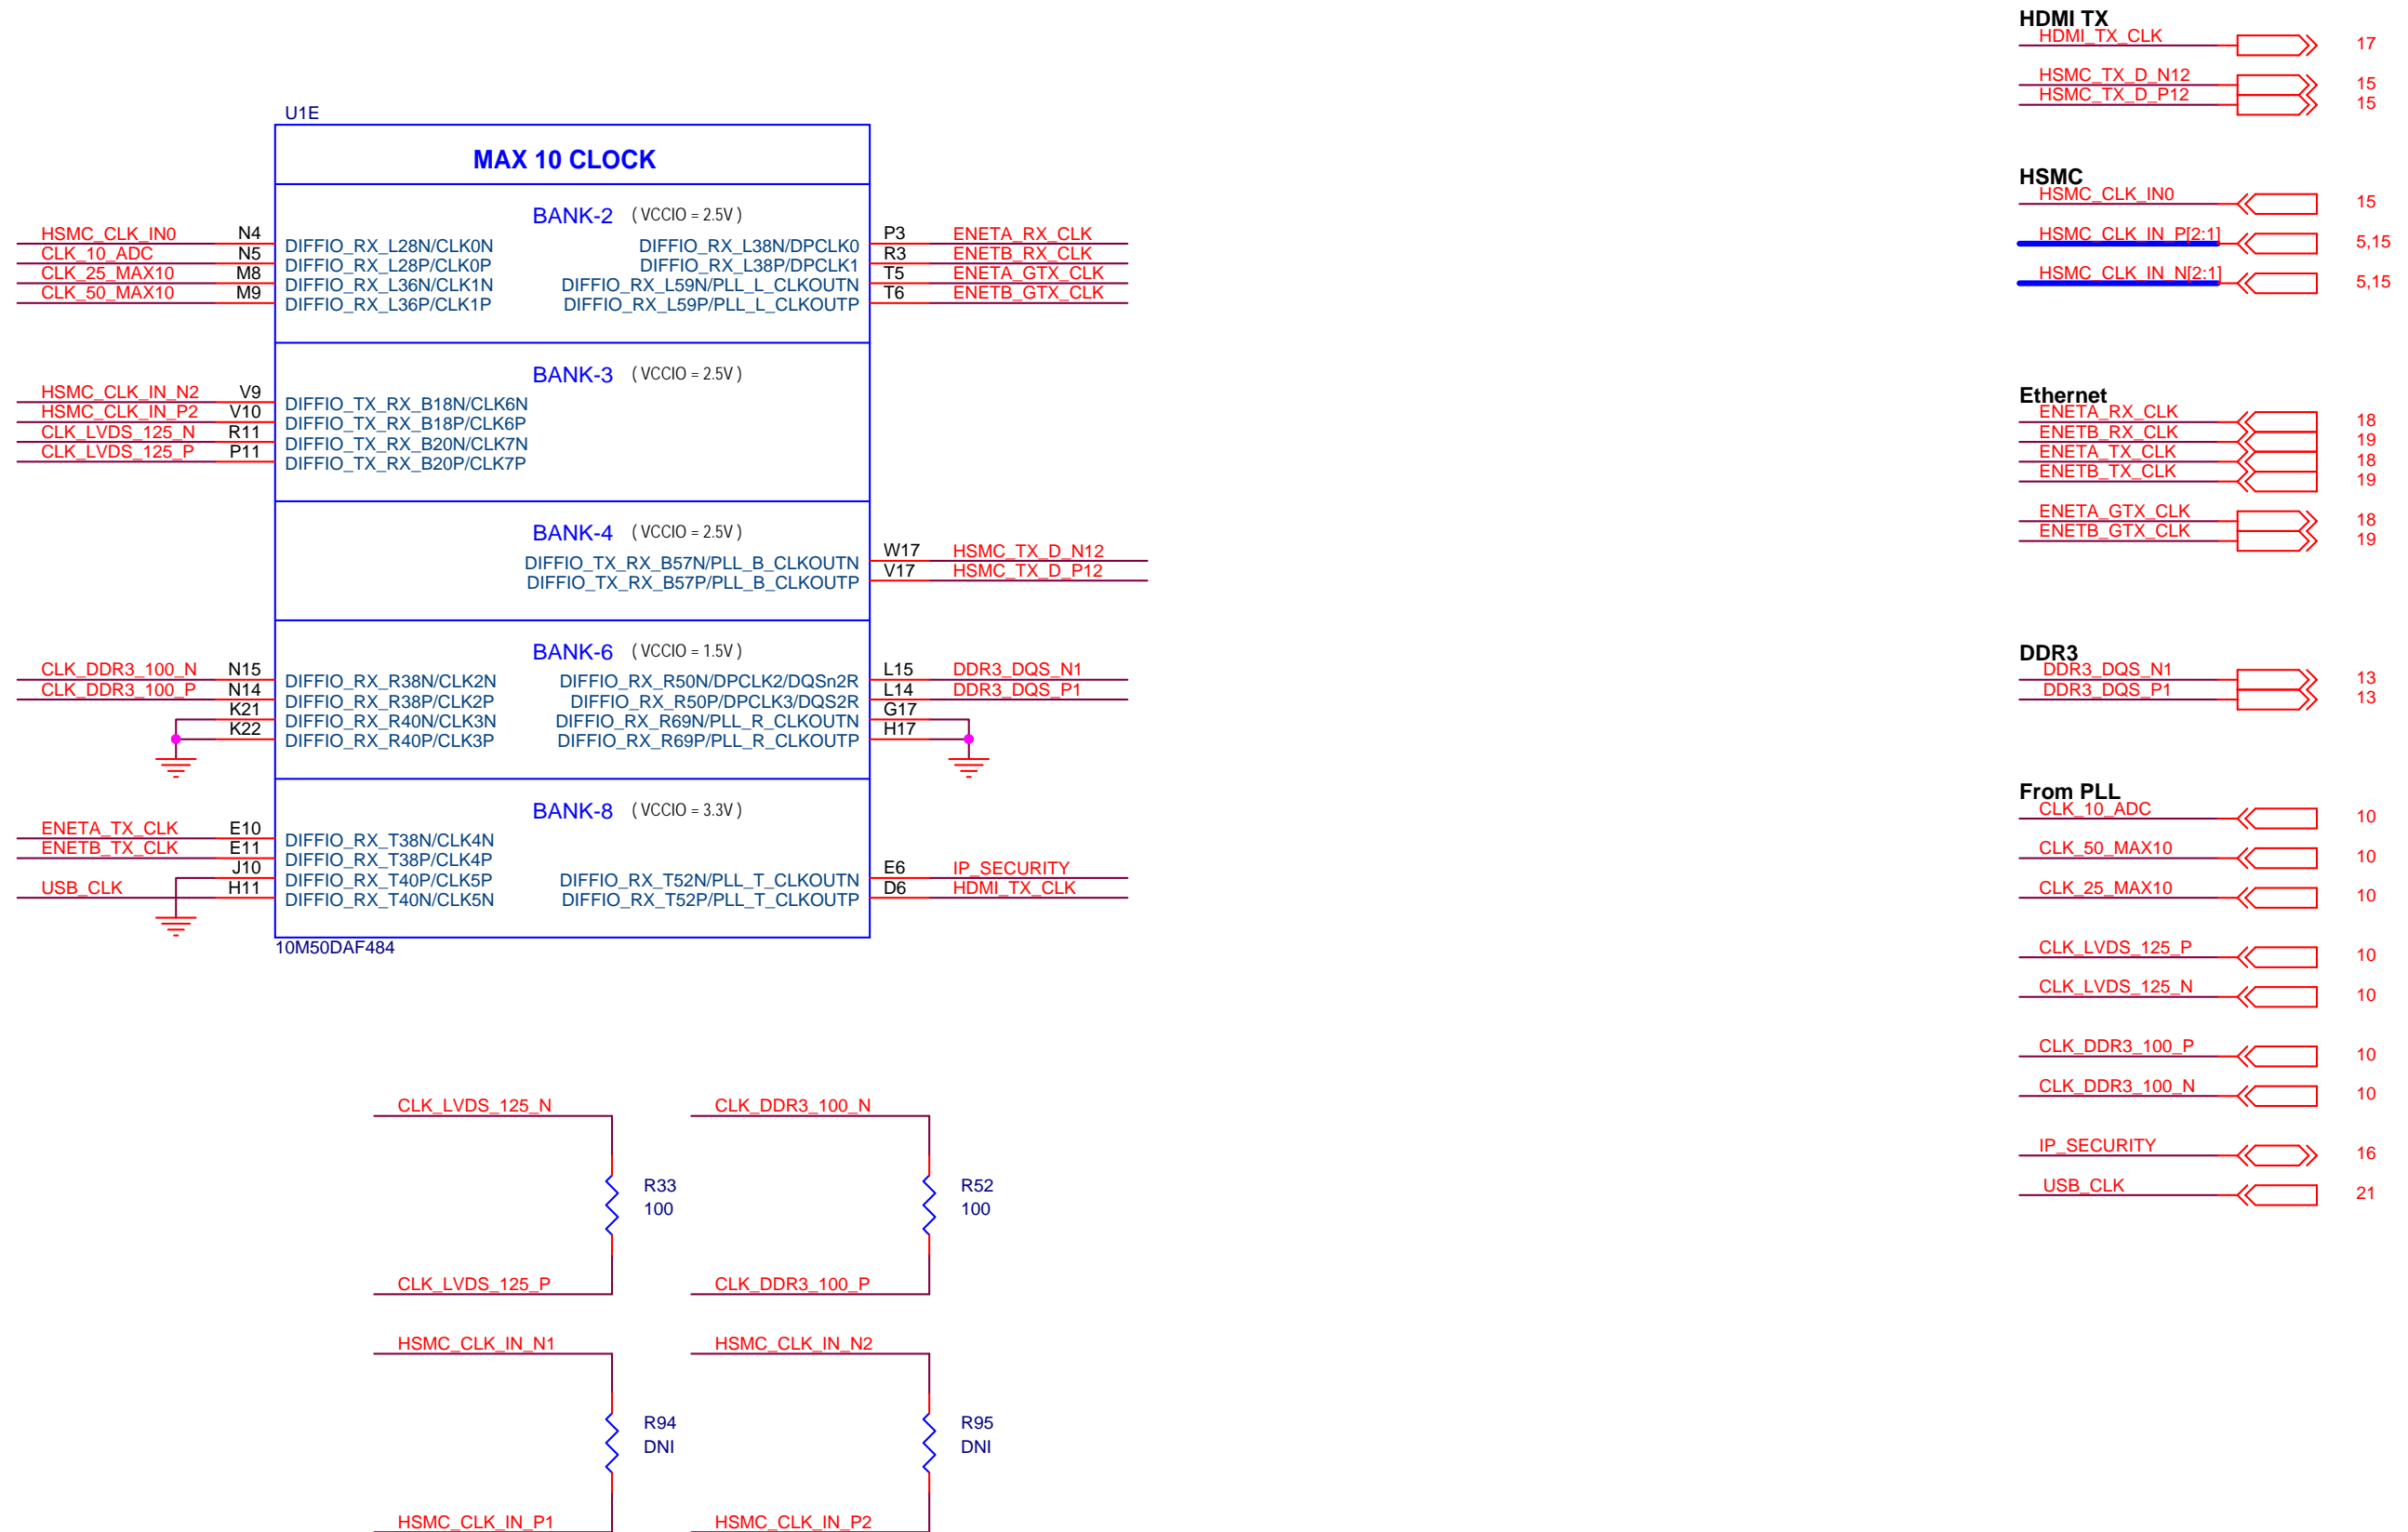 U1E
MAX 10 CLOCK
BANK-2 ( VCCIO = 2.5V )
HSMC_CLK_IN0 N4 DIFFIO_RX_L28N/CLK0N DIFFIO_RX_L38N/DPCLK0 P3 ENETA_RX_CLK
CLK_10_ADC N5 DIFFIO_RX_L28P/CLK0P DIFFIO_RX_L38P/DPCLK1 R3 ENETB_RX_CLK
CLK_25_MAX10 M8 DIFFIO_RX_L36N/CLK1N DIFFIO_RX_L59N/PLL_L_CLKOUTN T5 ENETA_GTX_CLK
CLK_50_MAX10 M9 DIFFIO_RX_L36P/CLK1P DIFFIO_RX_L59P/PLL_L_CLKOUTP T6 ENETB_GTX_CLK
BANK-3 ( VCCIO = 2.5V )
HSMC_CLK_IN_N2 V9 DIFFIO_TX_RX_B18N/CLK6N
HSMC_CLK_IN_P2 V10 DIFFIO_TX_RX_B18P/CLK6P
CLK_LVDS_125_N R11 DIFFIO_TX_RX_B20N/CLK7N
CLK_LVDS_125_P P11 DIFFIO_TX_RX_B20P/CLK7P
BANK-4 ( VCCIO = 2.5V )
DIFFIO_TX_RX_B57N/PLL_B_CLKOUTN W17 HSMC_TX_D_N12
DIFFIO_TX_RX_B57P/PLL_B_CLKOUTP V17 HSMC_TX_D_P12
BANK-6 ( VCCIO = 1.5V )
CLK_DDR3_100_N N15 DIFFIO_RX_R38N/CLK2N DIFFIO_RX_R50N/DPCLK2/DQSn2R L15 DDR3_DQS_N1
CLK_DDR3_100_P N14 DIFFIO_RX_R38P/CLK2P DIFFIO_RX_R50P/DPCLK3/DQS2R L14 DDR3_DQS_P1
K21 DIFFIO_RX_R40N/CLK3N DIFFIO_RX_R69N/PLL_R_CLKOUTN G17
K22 DIFFIO_RX_R40P/CLK3P DIFFIO_RX_R69P/PLL_R_CLKOUTP H17
BANK-8 ( VCCIO = 3.3V )
ENETA_TX_CLK E10 DIFFIO_RX_T38N/CLK4N
ENETB_TX_CLK E11 DIFFIO_RX_T38P/CLK4P
J10 DIFFIO_RX_T40P/CLK5P DIFFIO_RX_T52N/PLL_T_CLKOUTN E6 IP_SECURITY
USB_CLK H11 DIFFIO_RX_T40N/CLK5N DIFFIO_RX_T52P/PLL_T_CLKOUTP D6 HDMI_TX_CLK
10M50DAF484
CLK_LVDS_125_N CLK_DDR3_100_N
R33 R52
100 100
CLK_LVDS_125_P CLK_DDR3_100_P
HSMC_CLK_IN_N1 HSMC_CLK_IN_N2
R94 R95
DNI DNI
HSMC_CLK_IN_P1 HSMC_CLK_IN_P2
HDMI TX
HDMI_TX_CLK 17
HSMC_TX_D_N12 15
HSMC_TX_D_P12 15
HSMC
HSMC_CLK_IN0 15
HSMC_CLK_IN_P[2:1] 5,15
HSMC_CLK_IN_N[2:1] 5,15
Ethernet
ENETA_RX_CLK 18
ENETB_RX_CLK 19
ENETA_TX_CLK 18
ENETB_TX_CLK 19
ENETA_GTX_CLK 18
ENETB_GTX_CLK 19
DDR3
DDR3_DQS_N1 13
DDR3_DQS_P1 13
From PLL
CLK_10_ADC 10
CLK_50_MAX10 10
CLK_25_MAX10 10
CLK_LVDS_125_P 10
CLK_LVDS_125_N 10
CLK_DDR3_100_P 10
CLK_DDR3_100_N 10
IP_SECURITY 16
USB_CLK 21